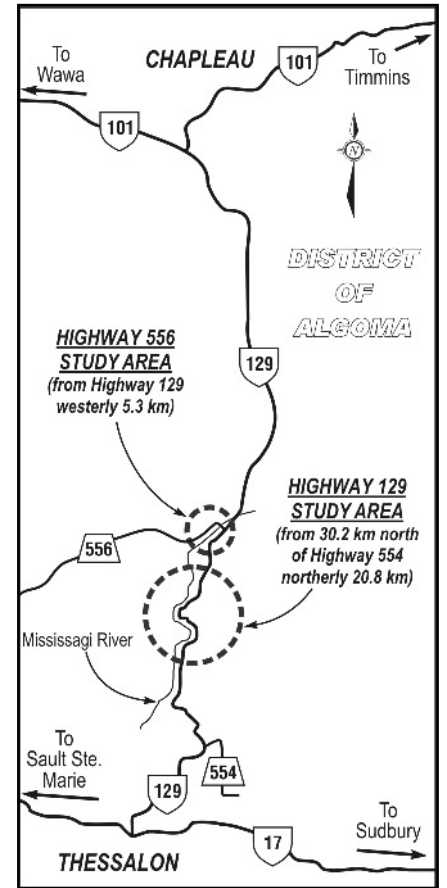 To
Wawa
CHAPLEAU
To
Timmins
101
101
N
DISTRICT
OF
ALGOMA
HIGHWAY 556
STUDY AREA
(from Highway 129
westerly 5.3 km)
129
HIGHWAY 129
STUDY AREA
(from 30.2 km north
of Highway 554
northerly 20.8 km)
556
Mississagi River
To
Sault Ste.
Marie
129
554
To
Sudbury
17
THESSALON